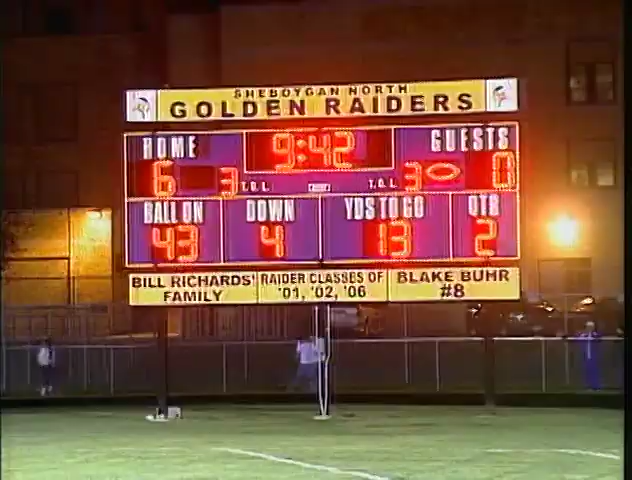 SHEBOYGAN NORTH
GOLDEN RAIDERS
HOME 9:42 GUESTS
6 3 T.O.L. T.O.L. 3 0
BALL ON DOWN YDS TO GO QTR
43 4 13 2
BILL RICHARDS' FAMILY
RAIDER CLASSES OF '01, '02, '06
BLAKE BUHR #8